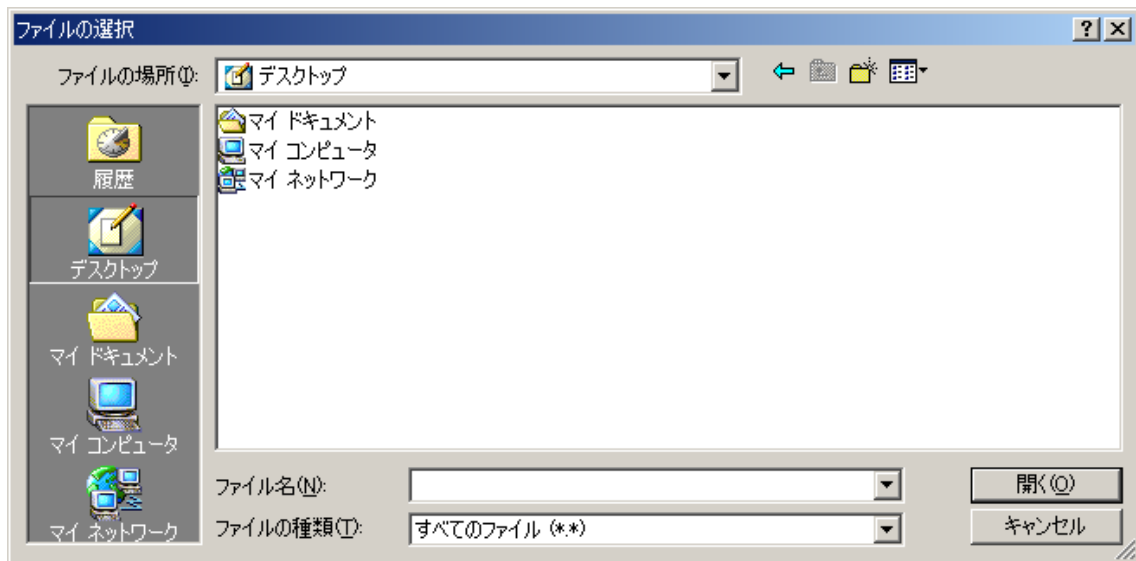 ファイルの選択
ファイルの場所(I):
デスクトップ
履歴
デスクトップ
マイ ドキュメント
マイ コンピュータ
マイ ネットワーク
マイ ドキュメント
マイ コンピュータ
マイ ネットワーク
ファイル名(N):
開く(O)
ファイルの種類(T):
すべてのファイル (*.*)
キャンセル